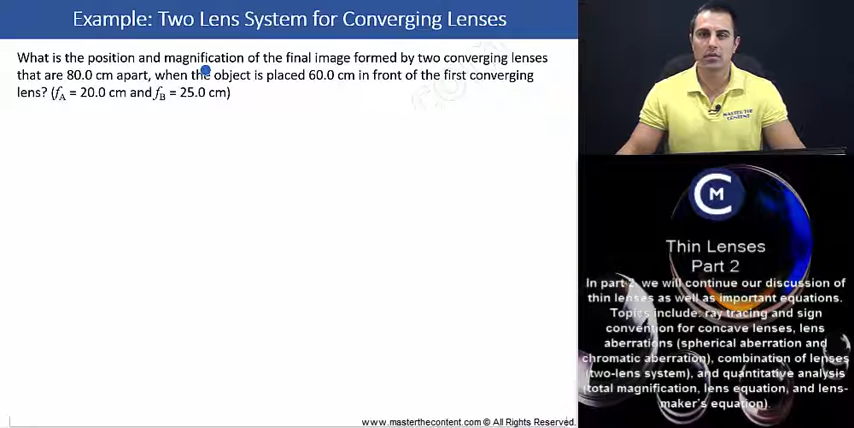 Example: Two Lens System for Converging Lenses
What is the position and magnification of the final image formed by two converging lenses
that are 80.0 cm apart, when the object is placed 60.0 cm in front of the first converging
lens? (fA = 20.0 cm and fB = 25.0 cm)
www.masterthecontent.com © All Rights Reserved.
MASTER THE
CONTENT
CM
Thin Lenses
Part 2
In part 2, we will continue our discussion of
thin lenses as well as important equations.
Topics include: ray tracing and sign
convention for concave lenses, lens
aberrations (spherical aberration and
chromatic aberration), combination of lenses
(two-lens system), and quantitative analysis
(total magnification, lens equation, and lens-
maker's equation)